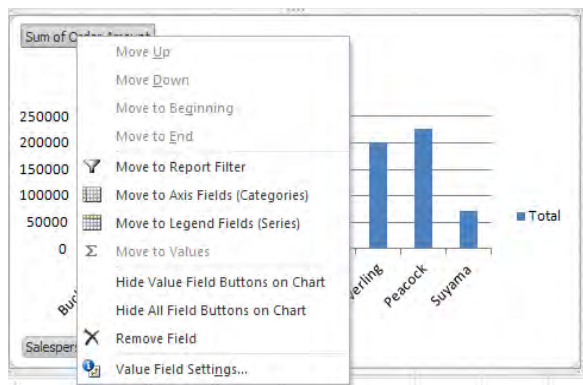 Sum of Order Amount
Move Up
Move Down
Move to Beginning
Move to End
Move to Report Filter
Move to Axis Fields (Categories)
Move to Legend Fields (Series)
Move to Values
Hide Value Field Buttons on Chart
Hide All Field Buttons on Chart
Remove Field
Value Field Settings...
250000
200000
150000
100000
50000
0
Total
Peacock
Suyama